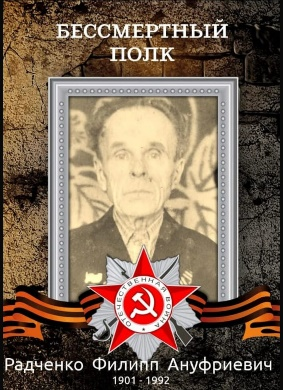 БЕССМЕРТНЫЙ
ПОЛК
ОТЕЧЕСТВЕННАЯ ВОЙНА
Радченко Филипп Ануфриевич
1901 - 1992